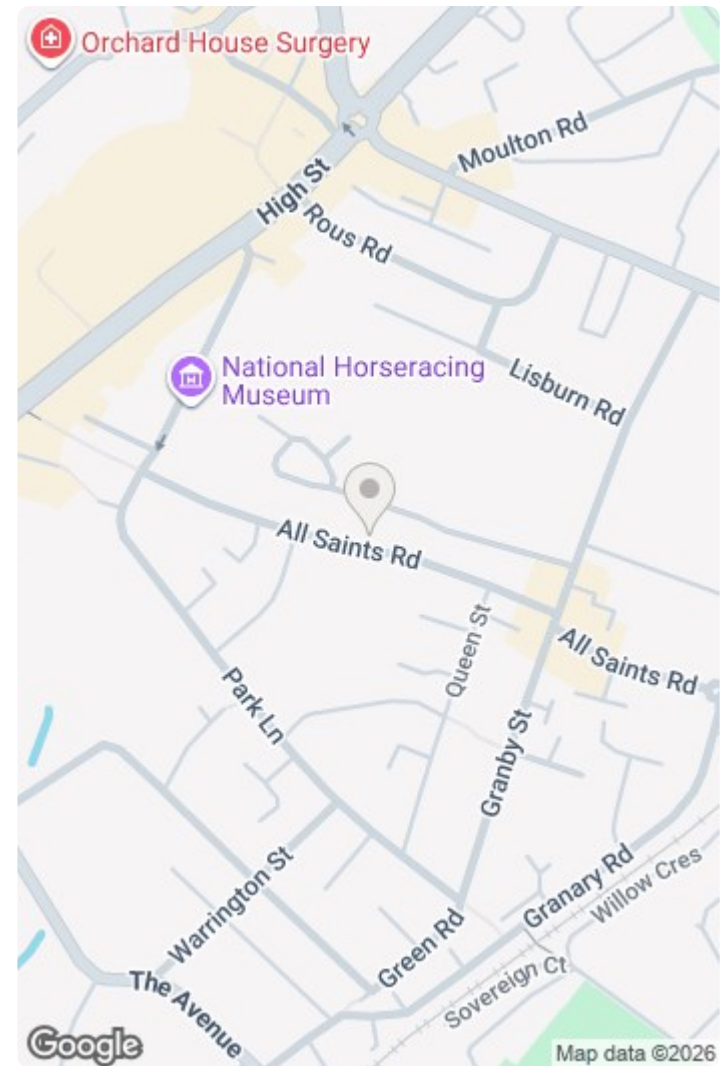 Orchard House Surgery
Moulton Rd
High St
Rous Rd
National Horseracing
Museum
Lisburn Rd
All Saints Rd
Queen St
All Saints Rd
Park Ln
Granby St
Warrington St
Granary Rd
Willow Cres
Green Rd
Sovereign Ct
The Avenue
Google
Map data ©2026